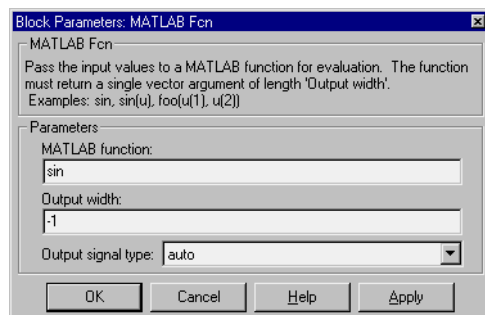 Block Parameters: MATLAB Fcn
MATLAB Fcn
Pass the input values to a MATLAB function for evaluation. The function
must return a single vector argument of length 'Output width'.
Examples: sin, sin(u), foo(u(1), u(2))
Parameters
MATLAB function:
sin
Output width:
-1
Output signal type: auto
OK Cancel Help Apply